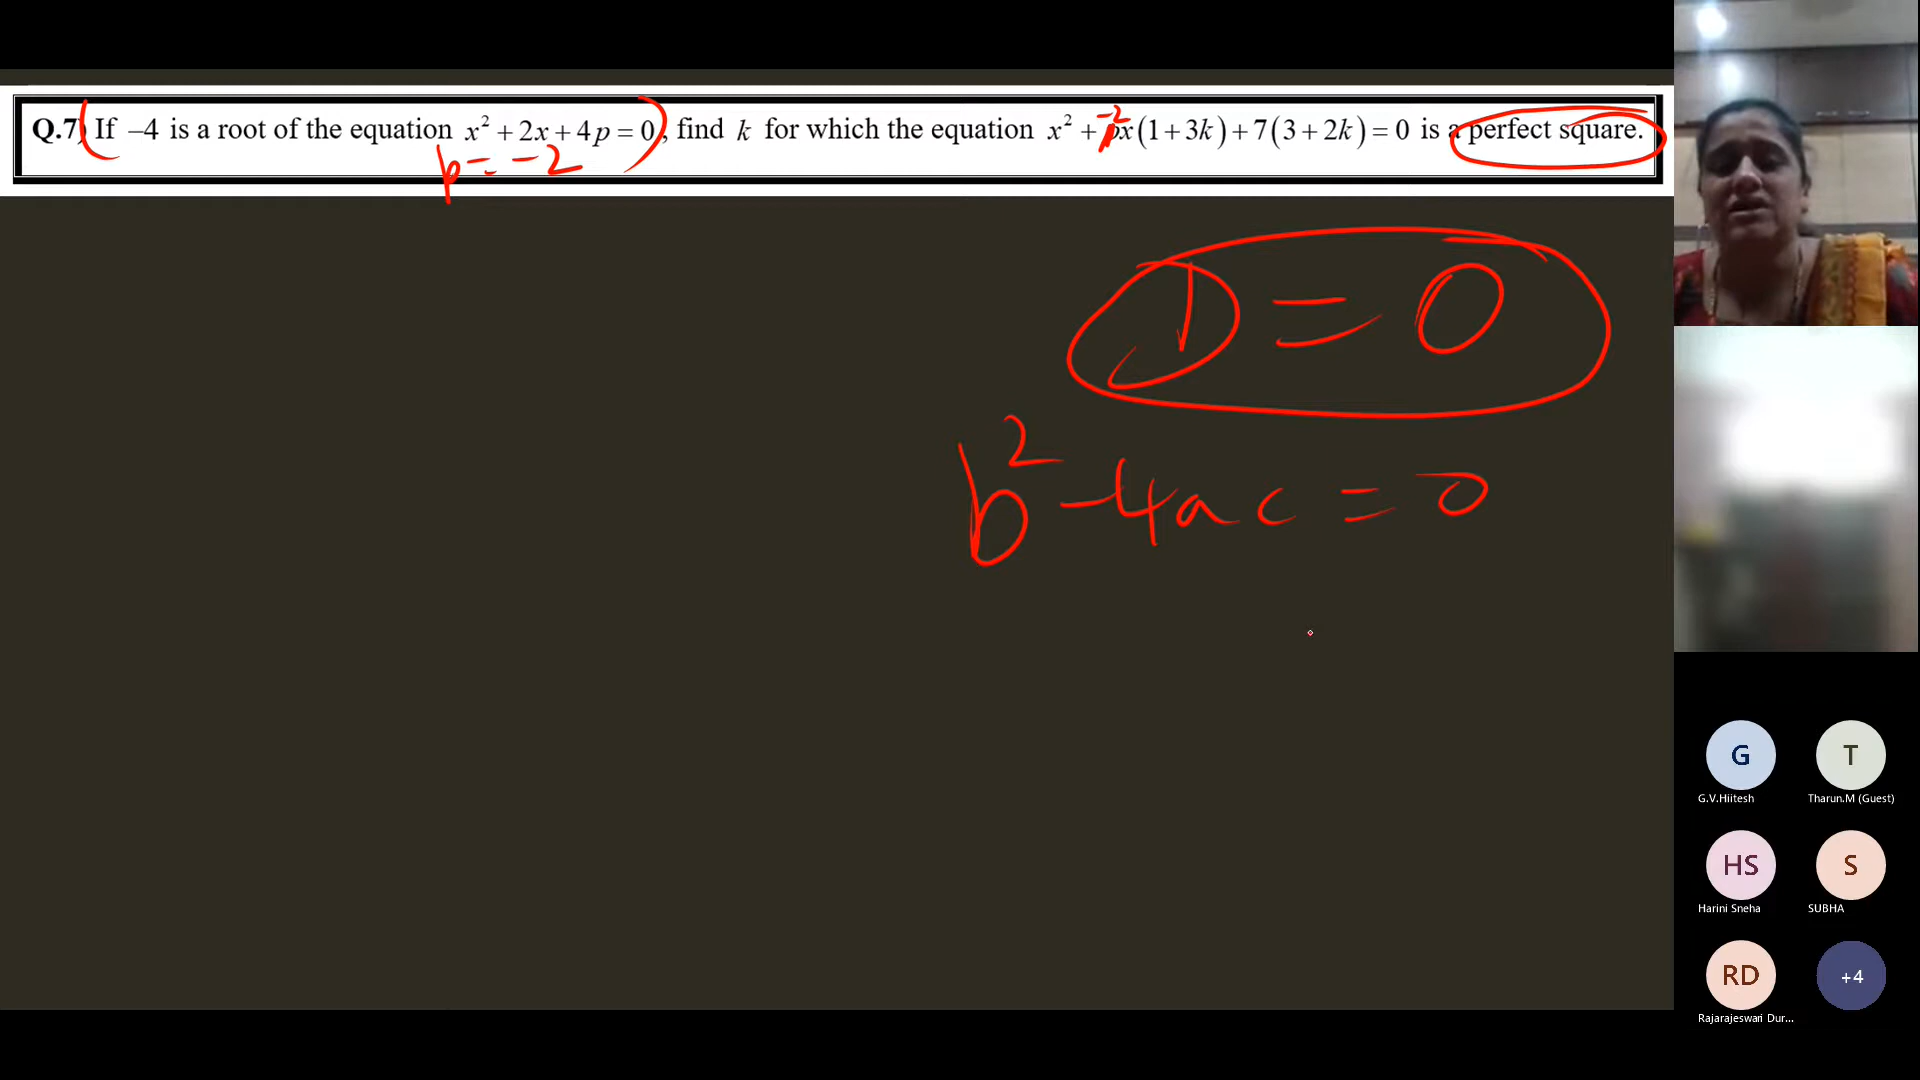 Q.7) If –4 is a root of the equation x² + 2x + 4p = 0, find k for which the equation x² + px(1 + 3k) + 7(3 + 2k) = 0 is a perfect square.
-2
p = -2
D = 0
b² - 4ac = 0
G
T
G.V.Hiitesh
Tharun.M (Guest)
HS
S
Harini Sneha
SUBHA
RD
+4
Rajarajeswari Dur...